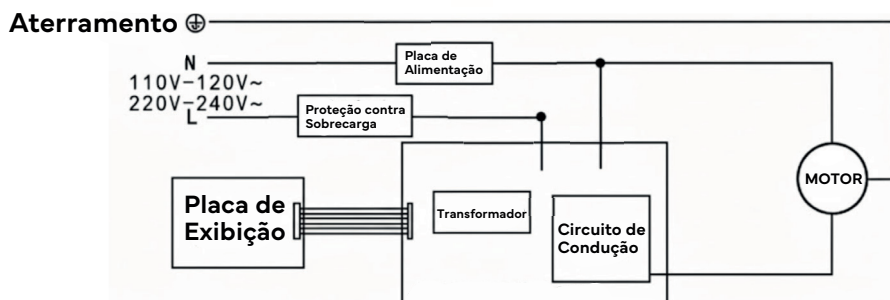 Aterramento
N
110V-120V~
220V-240V~
L
Placa de
Alimentação
Proteção contra
Sobrecarga
MOTOR
Placa de
Exibição
Transformador
Circuito de
Condução